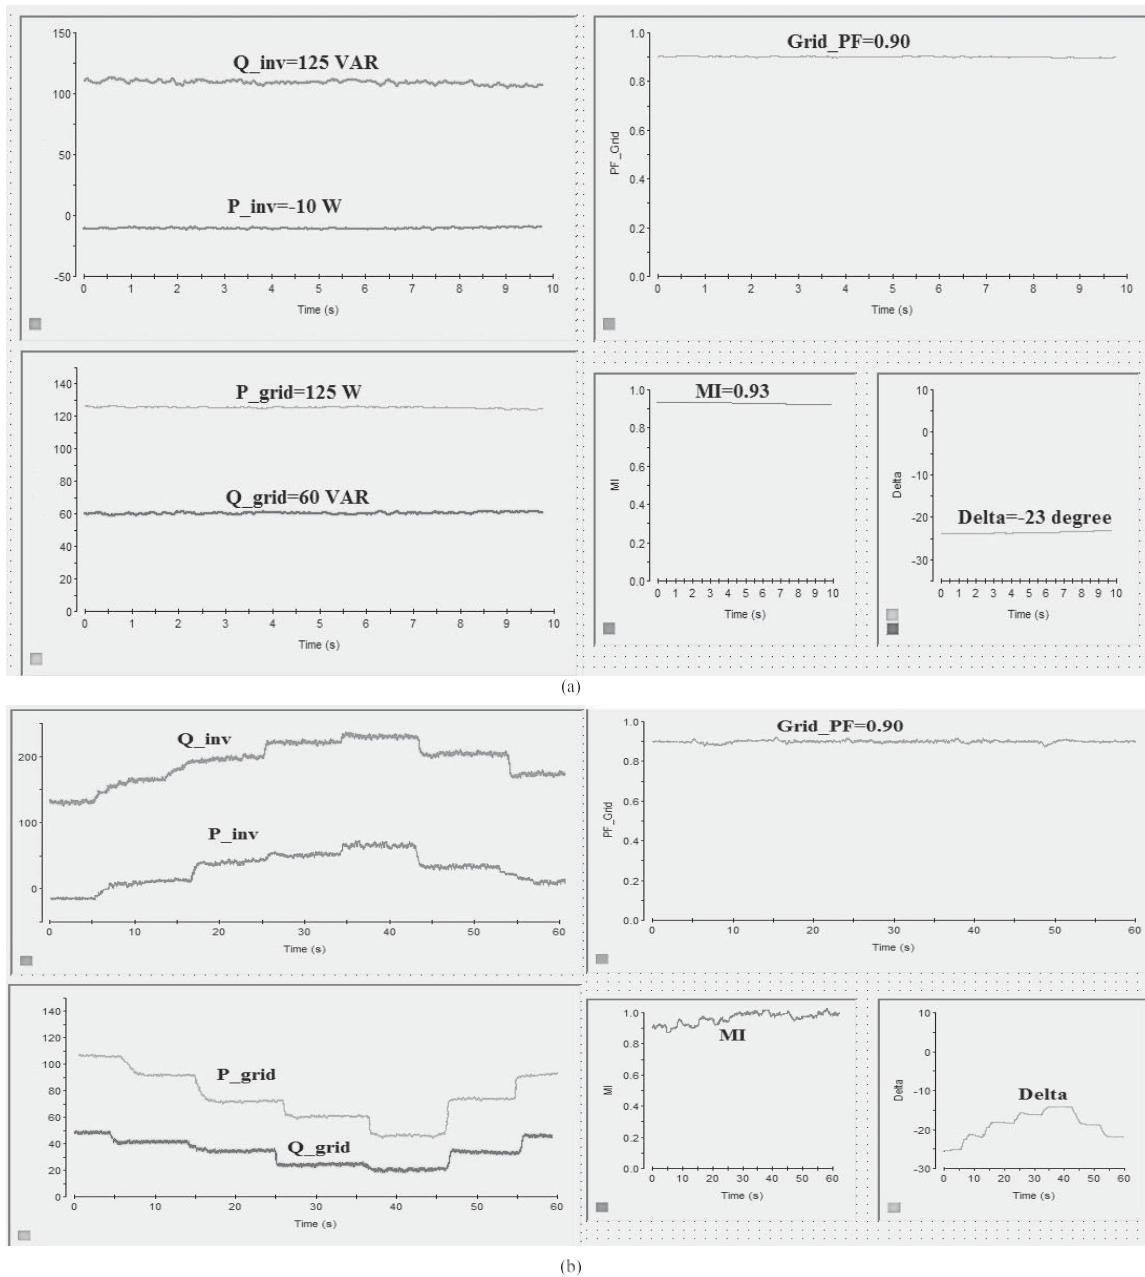 150
100
50
0
-50
Q_inv=125 VAR
P_inv=-10 W
0 1 2 3 4 5 6 7 8 9 10
Time (s)
1.0
0.8
0.6
0.4
0.2
0.0
PF_Grid
Grid_PF=0.90
0 1 2 3 4 5 6 7 8 9 10
Time (s)
140
120
100
80
60
40
20
0
P_grid=125 W
Q_grid=60 VAR
0 1 2 3 4 5 6 7 8 9 10
Time (s)
1.0
0.8
0.6
0.4
0.2
0.0
MI
MI=0.93
0 1 2 3 4 5 6 7 8 9 10
Time (s)
10
0
-10
-20
-30
Delta
Delta=-23 degree
0 1 2 3 4 5 6 7 8 9 10
Time (s)
(a)
200
100
0
Q_inv
P_inv
0 10 20 30 40 50 60
Time (s)
1.0
0.8
0.6
0.4
0.2
0.0
PF_Grid
Grid_PF=0.90
0 10 20 30 40 50 60
Time (s)
140
120
100
80
60
40
20
0
P_grid
Q_grid
0 10 20 30 40 50 60
Time (s)
1.0
0.8
0.6
0.4
0.2
0.0
MI
MI
0 10 20 30 40 50 60
Time (s)
10
0
-10
-20
-30
Delta
Delta
0 10 20 30 40 50 60
Time (s)
(b)